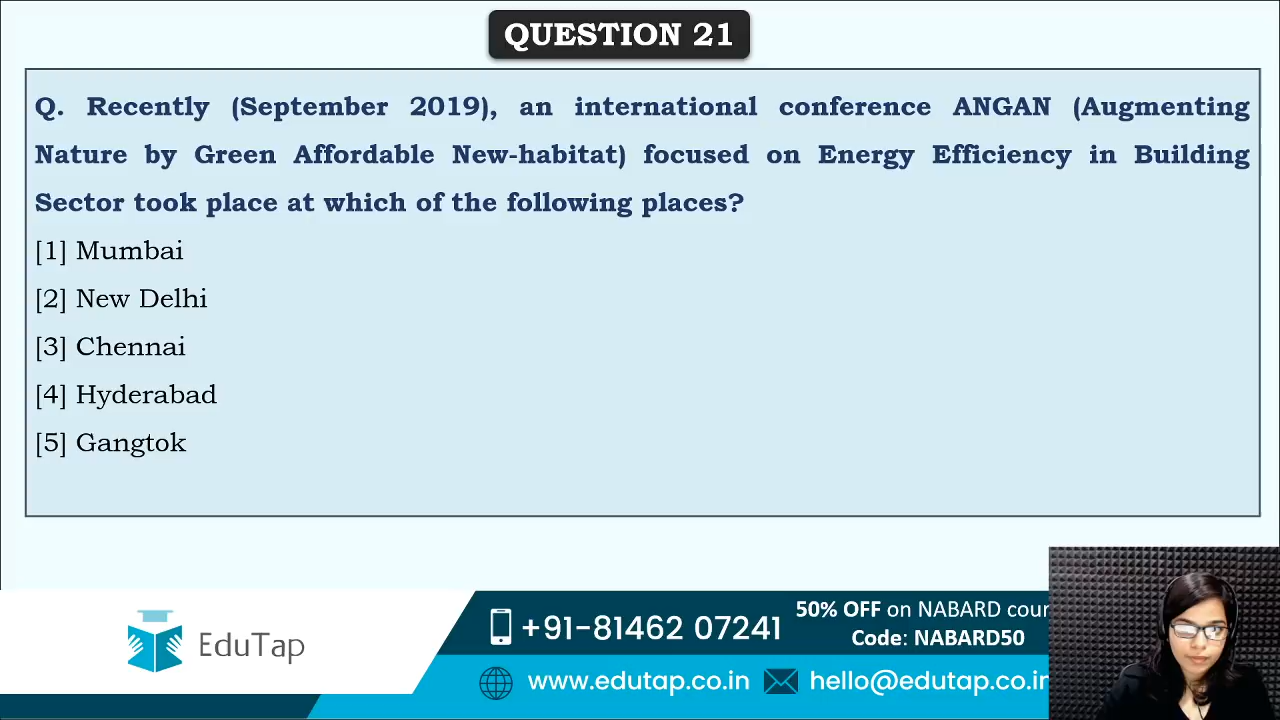 QUESTION 21
Q. Recently (September 2019), an international conference ANGAN (Augmenting
Nature by Green Affordable New-habitat) focused on Energy Efficiency in Building
Sector took place at which of the following places?
[1] Mumbai
[2] New Delhi
[3] Chennai
[4] Hyderabad
[5] Gangtok
EduTap
+91-81462 07241
50% OFF on NABARD cour
Code: NABARD50
www.edutap.co.in
hello@edutap.co.in